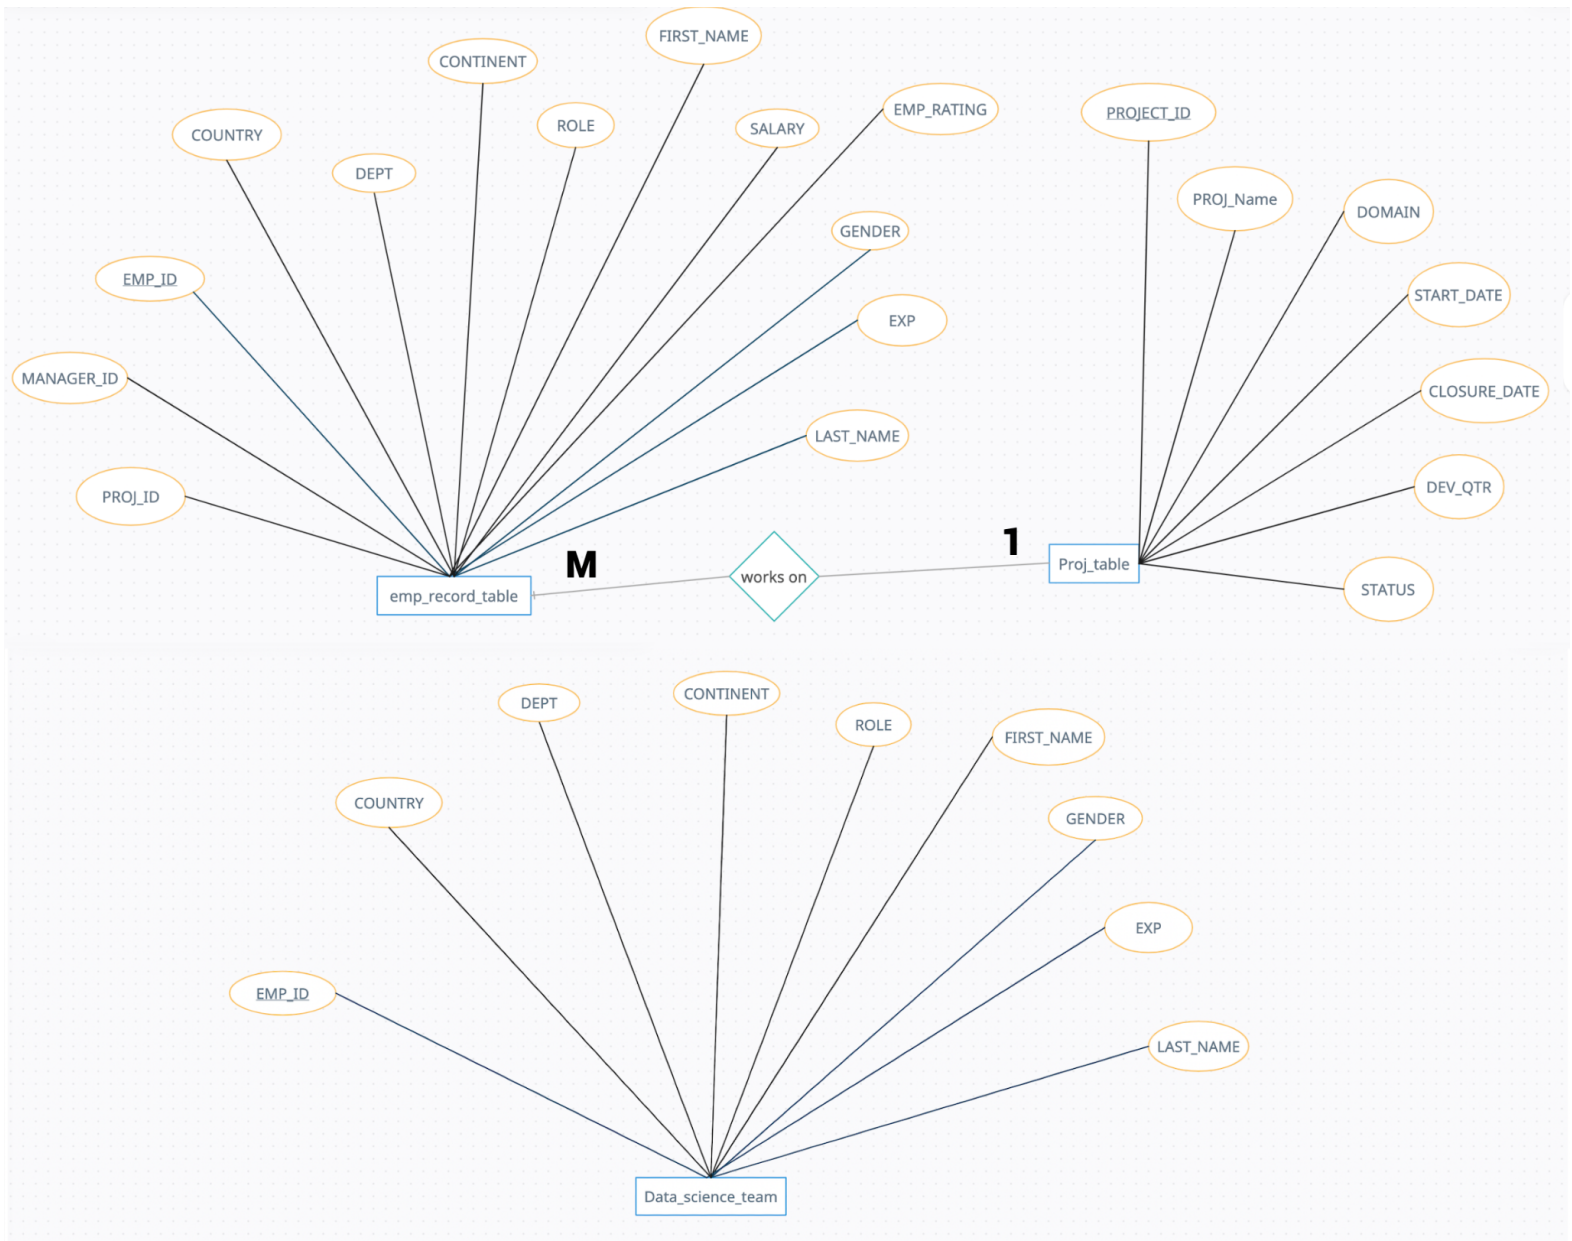 FIRST_NAME
CONTINENT
EMP_RATING
PROJECT_ID
ROLE
SALARY
COUNTRY
DEPT
PROJ_Name
DOMAIN
GENDER
EMP_ID
START_DATE
EXP
MANAGER_ID
CLOSURE_DATE
LAST_NAME
DEV_QTR
PROJ_ID
1
M
Proj_table
works on
STATUS
emp_record_table
CONTINENT
DEPT
ROLE
FIRST_NAME
COUNTRY
GENDER
EXP
EMP_ID
LAST_NAME
Data_science_team